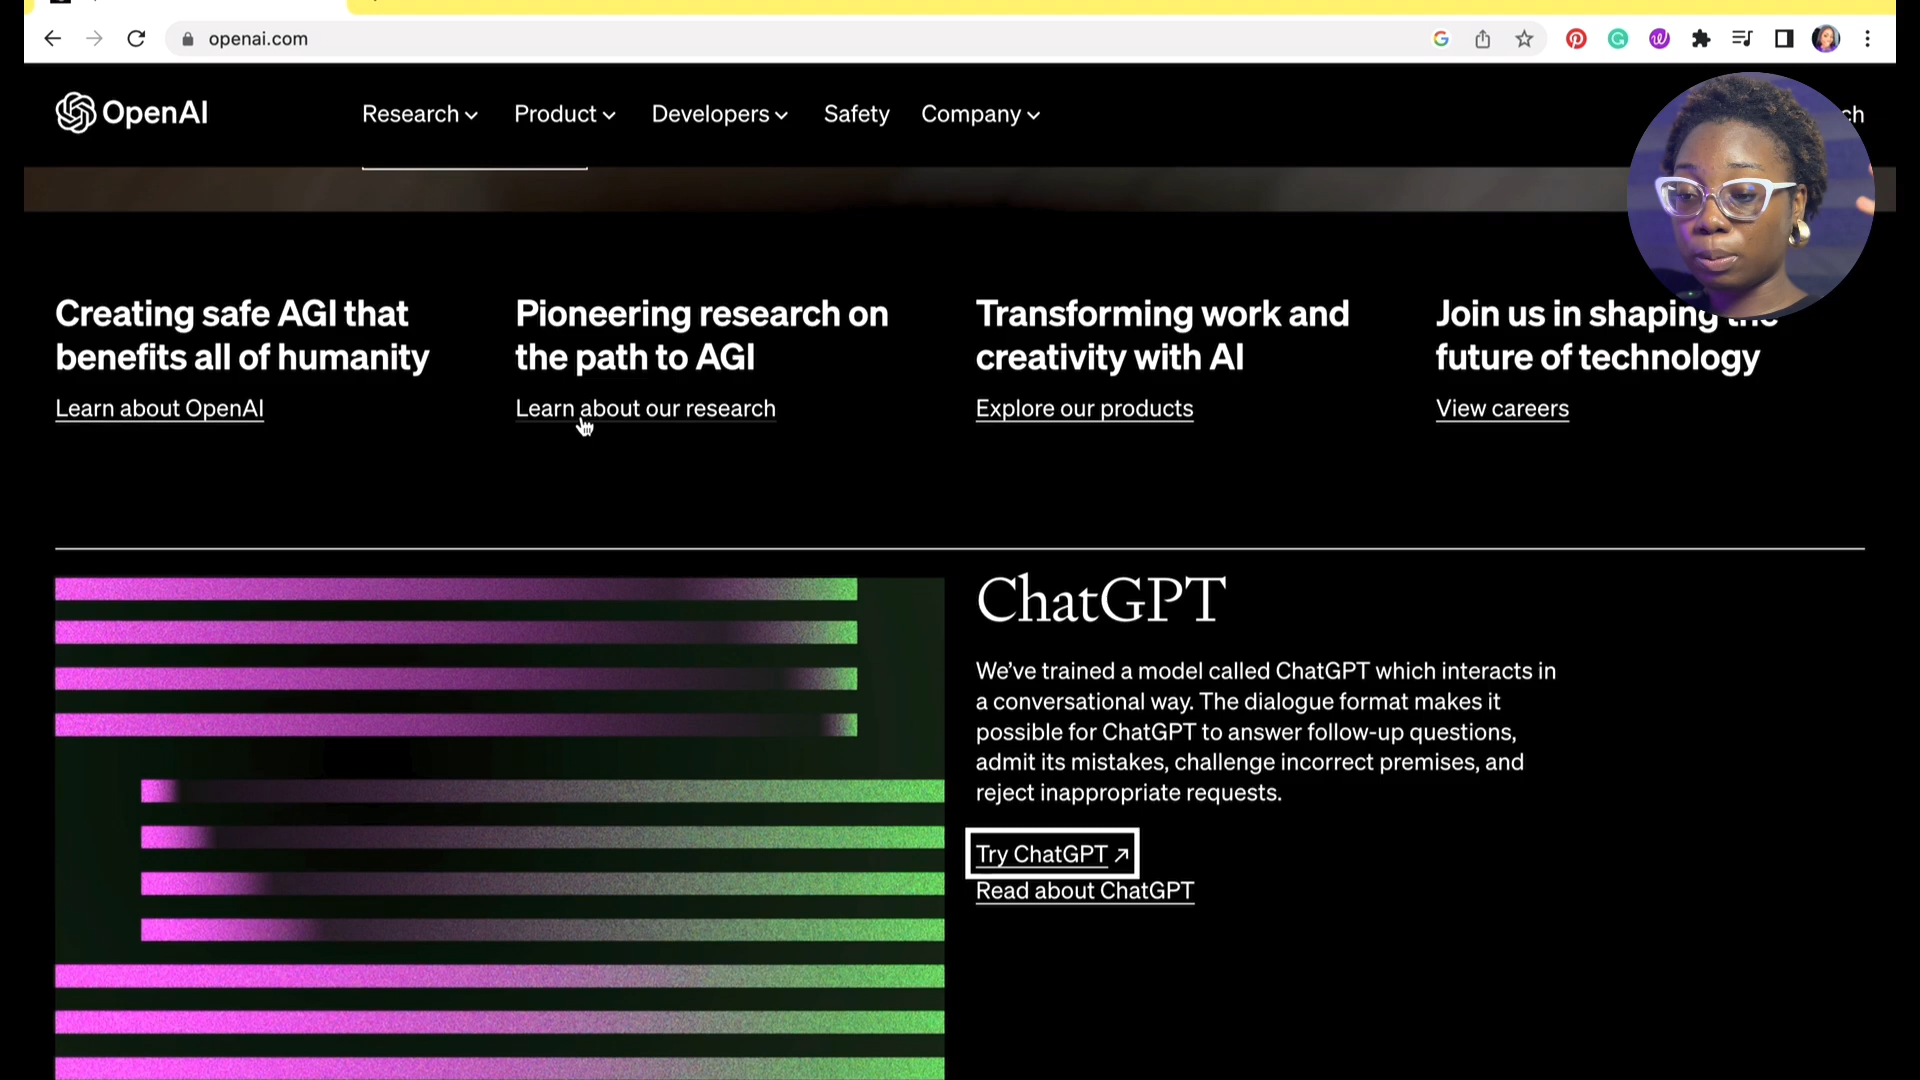 openai.com
OpenAI
Research
Product
Developers
Safety
Company
Creating safe AGI that
benefits all of humanity
Learn about OpenAI
Pioneering research on
the path to AGI
Learn about our research
Transforming work and
creativity with AI
Explore our products
Join us in shaping the
future of technology
View careers
ChatGPT
We’ve trained a model called ChatGPT which interacts in
a conversational way. The dialogue format makes it
possible for ChatGPT to answer follow-up questions,
admit its mistakes, challenge incorrect premises, and
reject inappropriate requests.
Try ChatGPT ↗
Read about ChatGPT